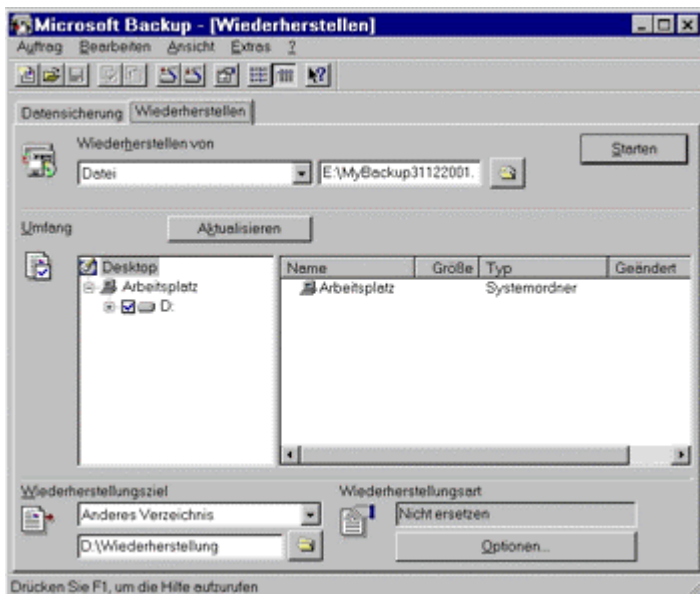 Microsoft Backup - [Wiederherstellen]
Auftrag Bearbeiten Ansicht Extras ?
Datensicherung Wiederherstellen
Wiederherstellen von
Datei E:\MyBackup31122001. Starten
Umfang Aktualisieren
Desktop
Arbeitsplatz
D:
Name Größe Typ Geändert
Arbeitsplatz Systemordner
Wiederherstellungsziel Wiederherstellungsart
Anderes Verzeichnis Nicht ersetzen
D:\Wiederherstellung Optionen...
Drücken Sie F1, um die Hilfe aufzurufen